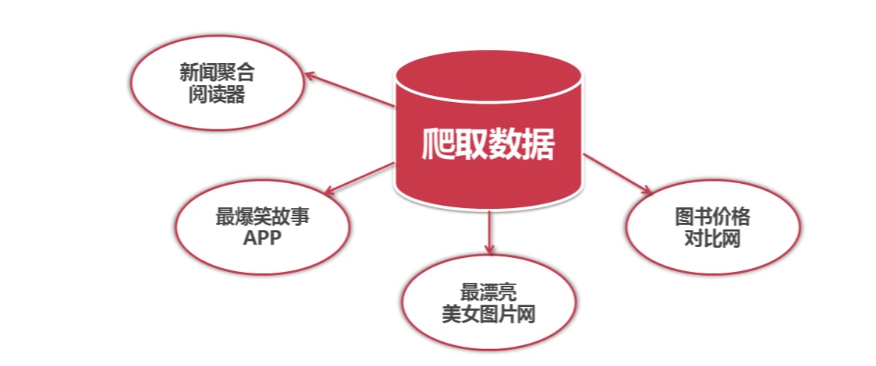 新闻聚合
阅读器
爬取数据
最爆笑故事
APP
图书价格
对比网
最漂亮
美女图片网